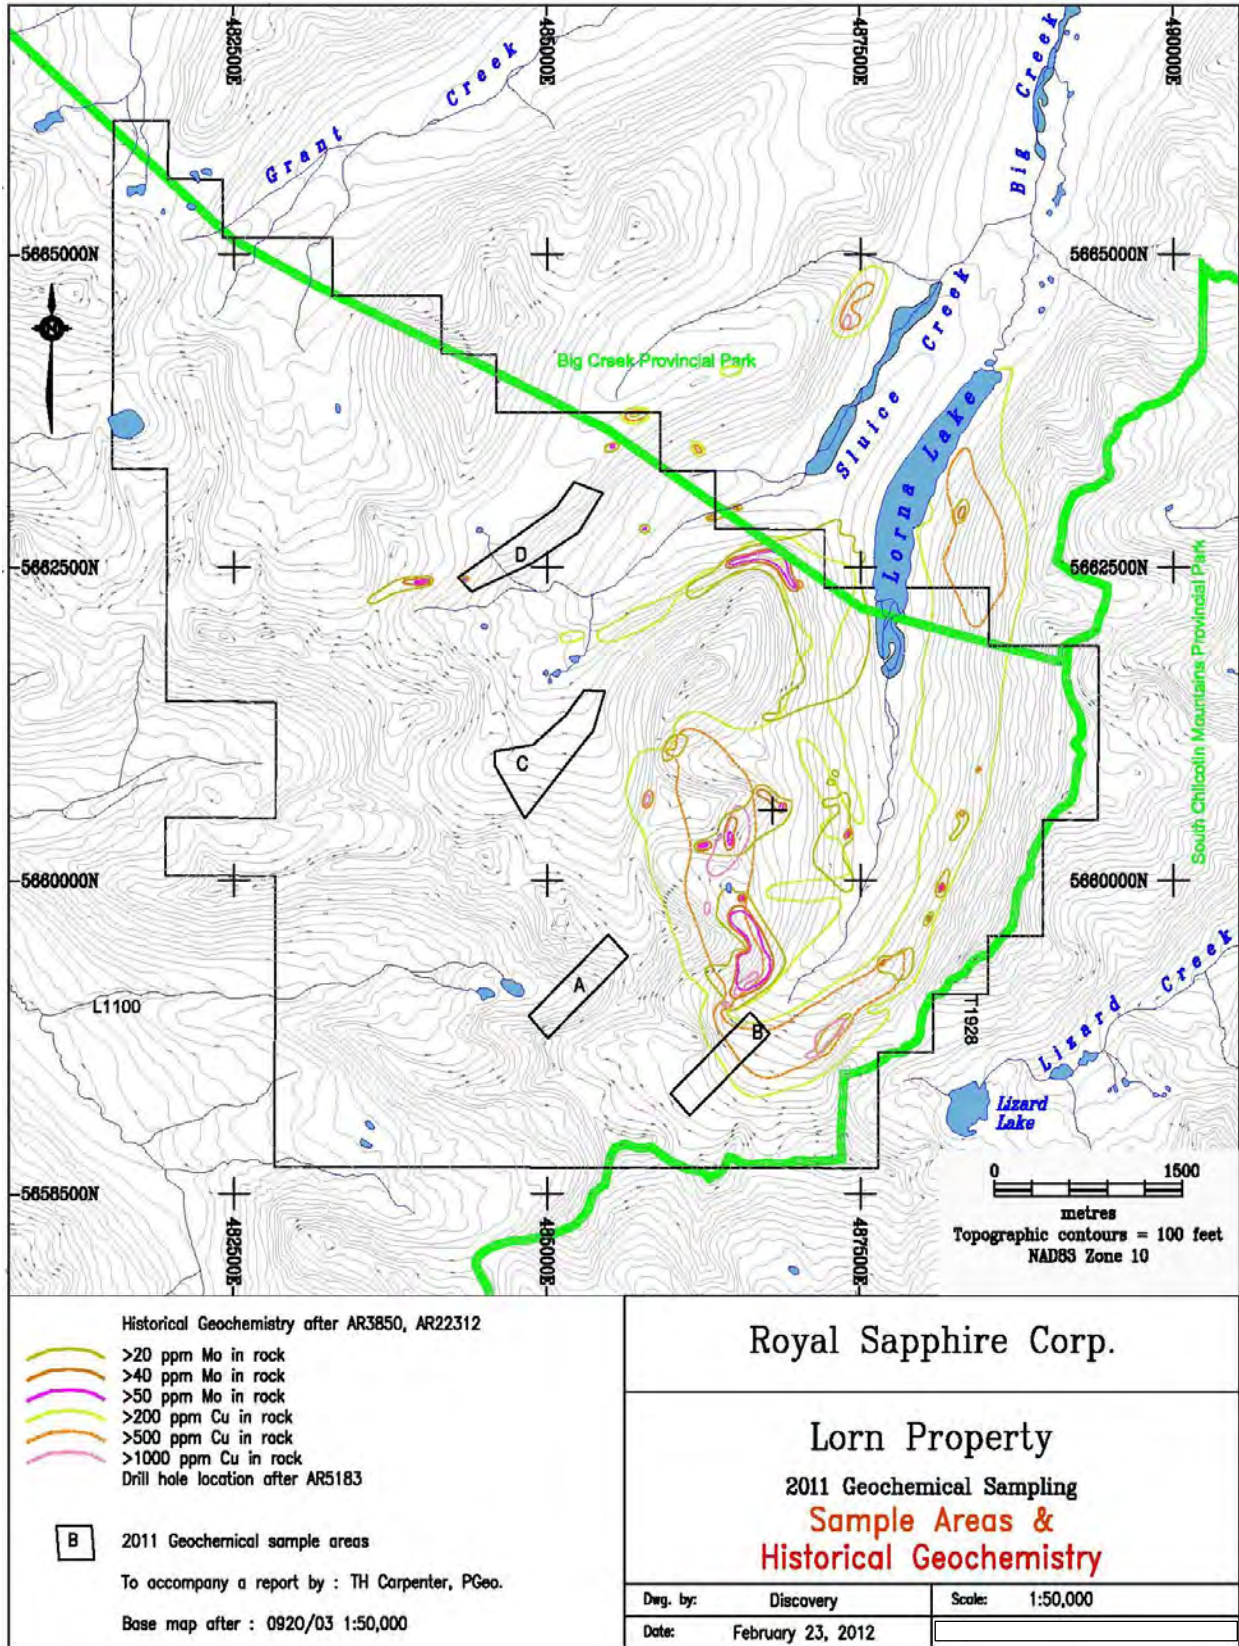 482500E
485000E
487500E
490000E
Grant Creek
Big Creek
5665000N
5665000N
N
Big Creek Provincial Park
Sluice Creek
Lorna Lake
D
5662500N
5662500N
South Chilcotin Mountains Provincial Park
C
5660000N
5660000N
A
L1100
B
T1928
Lizard Creek
Lizard
Lake
0 1500
metres
Topographic contours = 100 feet
NAD83 Zone 10
5658500N
482500E
485000E
487500E
Historical Geochemistry after AR3850, AR22312
>20 ppm Mo in rock
>40 ppm Mo in rock
>50 ppm Mo in rock
>200 ppm Cu in rock
>500 ppm Cu in rock
>1000 ppm Cu in rock
Drill hole location after AR5183
B 2011 Geochemical sample areas
To accompany a report by : TH Carpenter, PGeo.
Base map after : 092O/03 1:50,000
Royal Sapphire Corp.
Lorn Property
2011 Geochemical Sampling
Sample Areas &
Historical Geochemistry
Dwg. by: Discovery
Scale: 1:50,000
Date: February 23, 2012